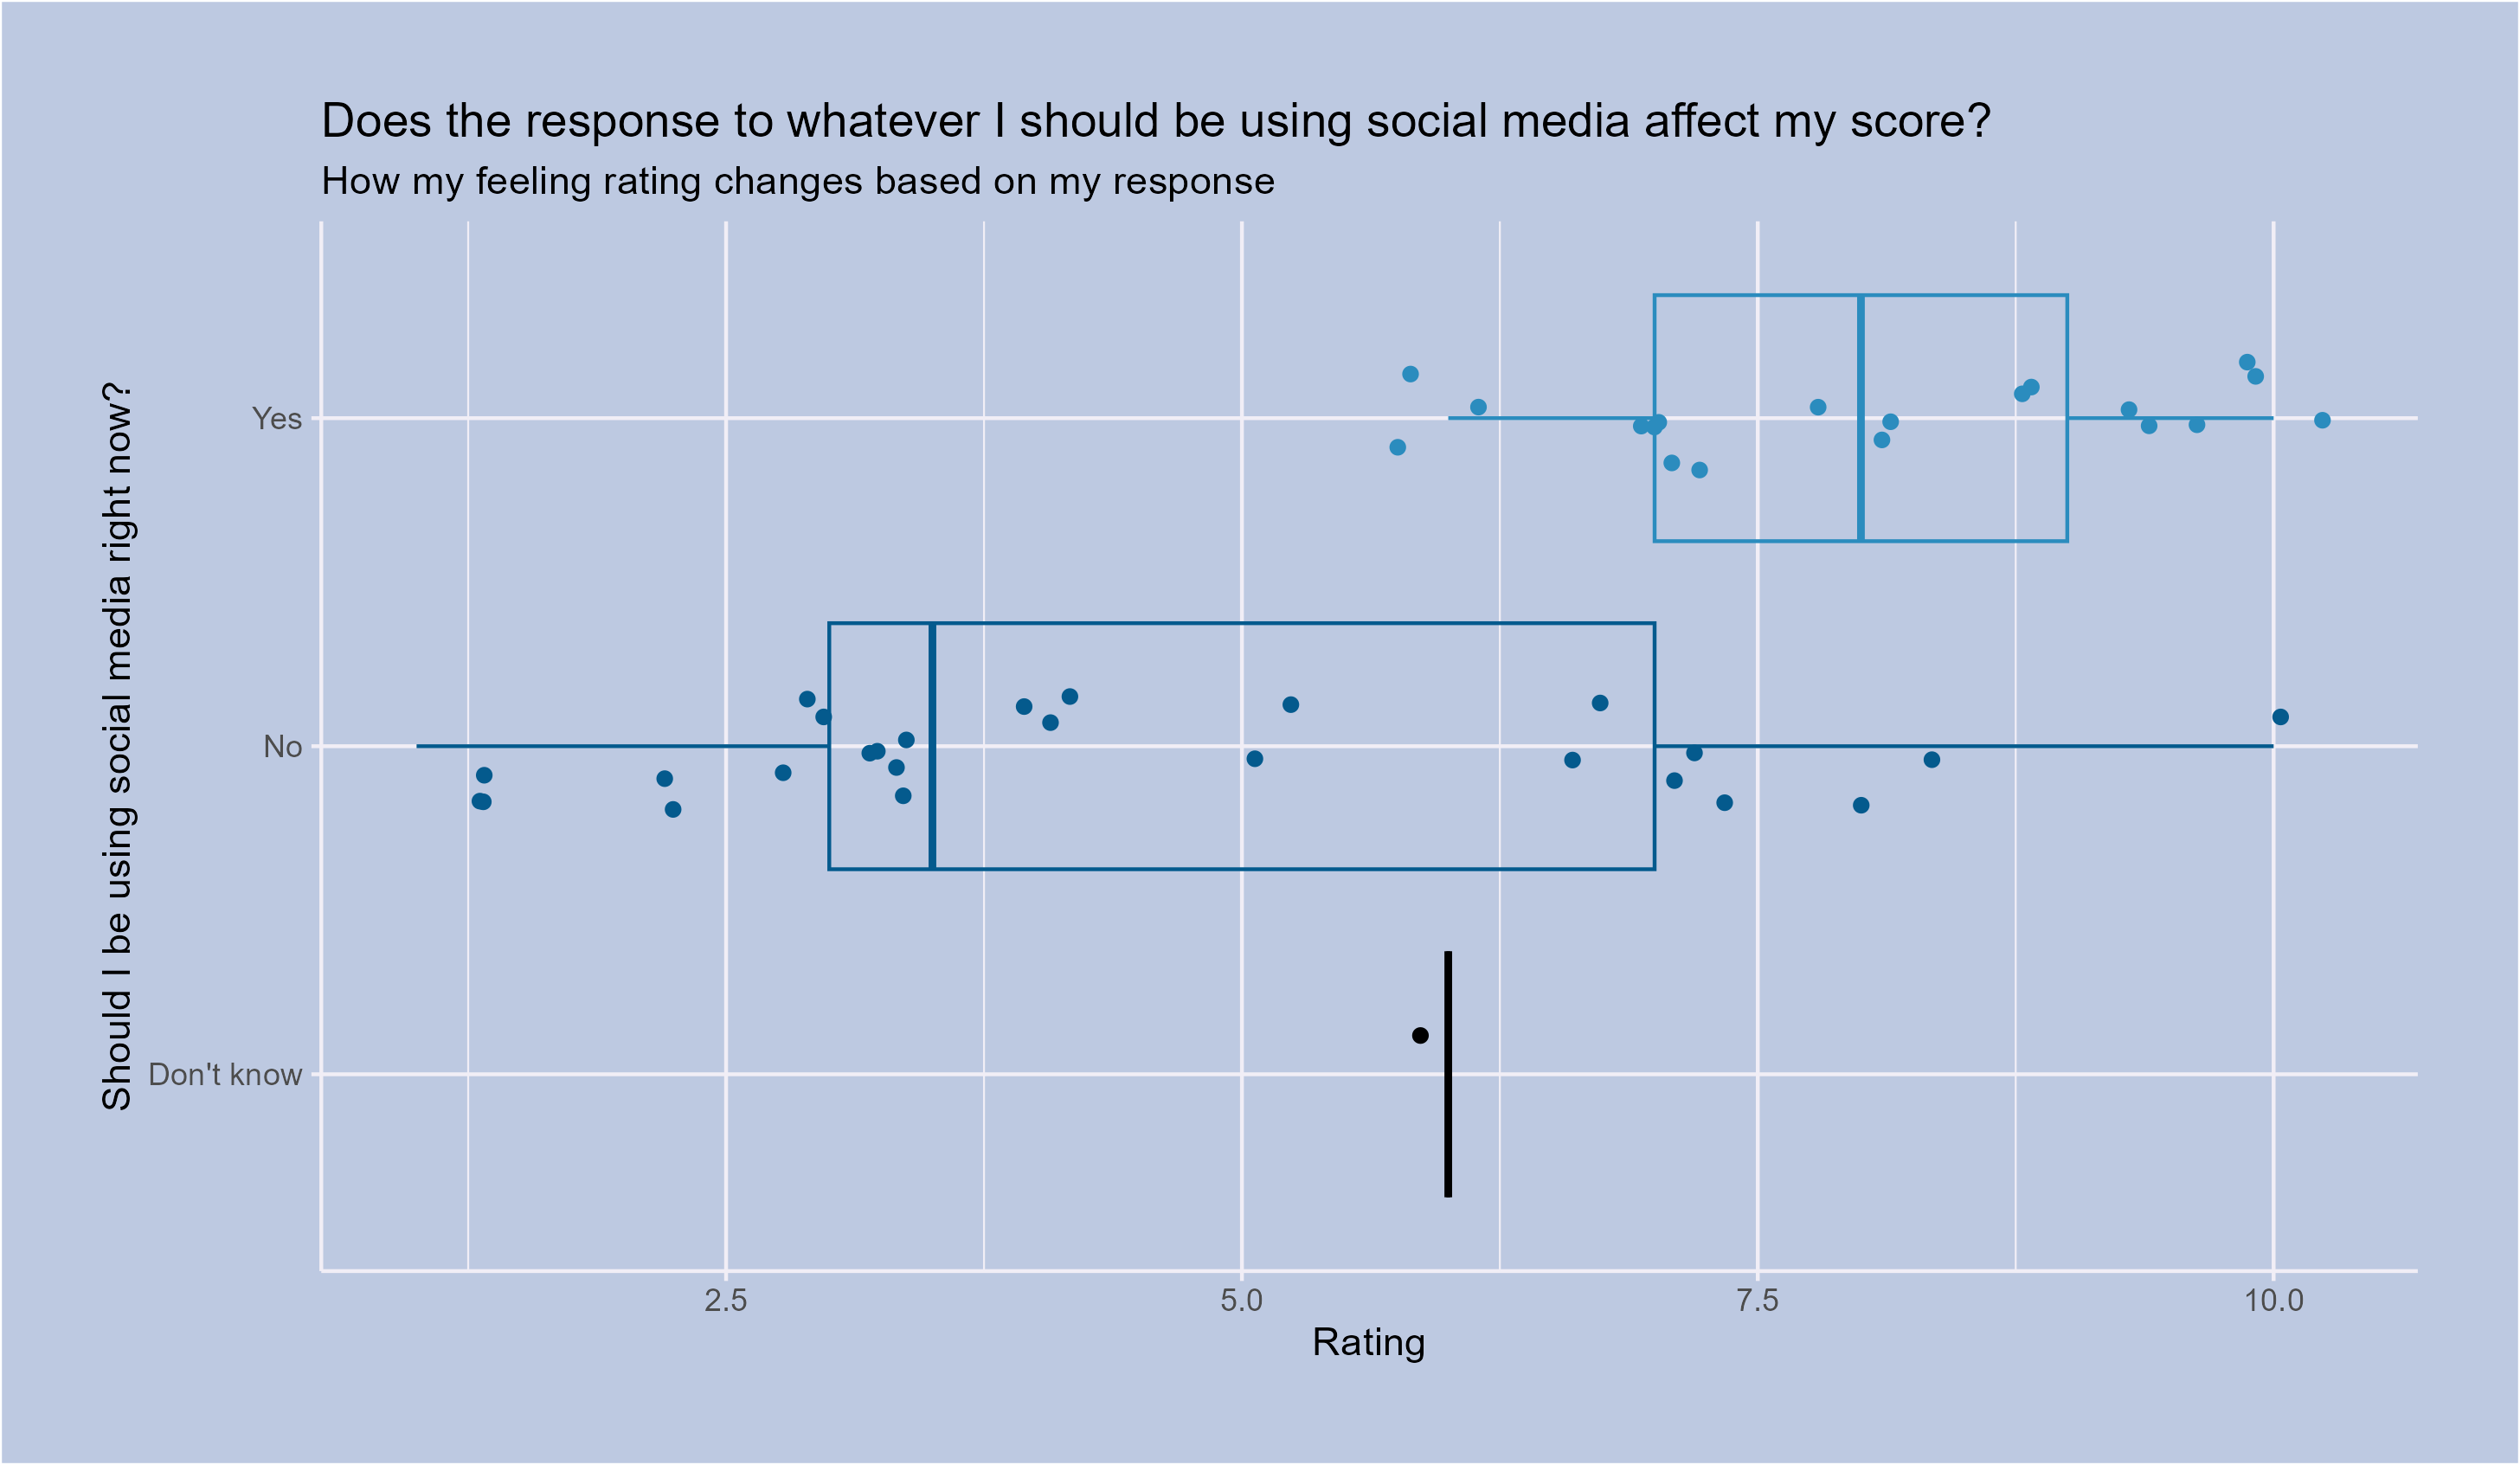 Does the response to whatever I should be using social media affect my score?
How my feeling rating changes based on my response
Should I be using social media right now?
Yes
No
Don't know
2.5
5.0
7.5
10.0
Rating